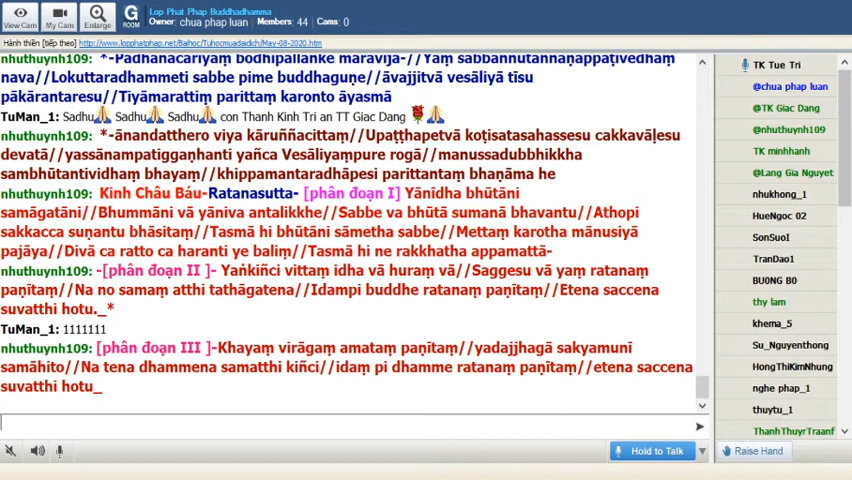 View Cam
My Cam
Enlarge
G
ROOM
Lop Phat Phap Buddhadhamma
Owner: chua phap luan Members: 44 Cams: 0
Hành thiền [tiếp theo] http://www.lopphatphap.net/Baihoc/Tuhocmuadaidich/May-08-2020.htm
*-Padhānacariyaṃ bodhipallaṅke māravijā-//Yaṃ sabbaññutaññāṇappaṭivedhaṃ
nava//Lokuttaradhammeti sabbe pime buddhaguṇe//āvajjitvā vesāliyā tīsu
pākārantaresu//Tiyāmarattiṃ parittaṃ karonto āyasmā
TuMan_1: Sadhu🙏 Sadhu🙏 Sadhu🙏 con Thanh Kinh Tri an TT Giac Dang 🌹🙏
nhuthuynh109: *-ānandatthero viya kāruññacittaṃ//Upaṭṭhapetvā koṭisatasahassesu cakkavāḷesu
devatā//yassānampatiggaṇhanti yañca Vesāliyaṃpure rogā//manussadubbhikkha
sambhūtantividhaṃ bhayaṃ//khippamantaradhāpesi parittantaṃ bhaṇāma he
nhuthuynh109: Kinh Châu Báu-Ratanasutta- [phân đoạn I] Yānīdha bhūtāni
samāgatāni//Bhummāni vā yāniva antalikkhe//Sabbe va bhūtā sumanā bhavantu//Athopi
sakkacca suṇantu bhāsitaṃ//Tasmā hi bhūtāni sāmetha sabbe//Mettaṃ karotha mānusiyā
pajāya//Divā ca ratto ca haranti ye baliṃ//Tasmā hi ne rakkhatha appamattā-
nhuthuynh109: -[phân đoạn II ]- Yaṅkiñci vittaṃ idha vā huraṃ vā//Saggesu vā yaṃ ratanaṃ
paṇītaṃ//Na no samaṃ atthi tathāgatena//Idampi buddhe ratanaṃ paṇītaṃ//Etena saccena
suvatthi hotu._*
TuMan_1: 1111111
nhuthuynh109: [phân đoạn III ]-Khayaṃ virāgaṃ amataṃ paṇītaṃ//yadajjhagā sakyamunī
samāhito//Na tena dhammena samatthi kiñci//idaṃ pi dhamme ratanaṃ paṇītaṃ//etena saccena
suvatthi hotu_
Hold to Talk
TK Tue Tri
@chua phap luan
@TK Giac Dang
@nhuthuynh109
TK minhhanh
@Lang Gia Nguyet
nhukhong_1
HueNgoc 02
SonSuoI
TranDao1
BU0NG B0
thy lam
khema_5
Su_Nguyenthong
HongThiKimNhung
nghe phap_1
thuytu_1
ThanhThuyrTraanf
Raise Hand